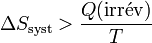 ΔS_syst > Q(irrév)/T